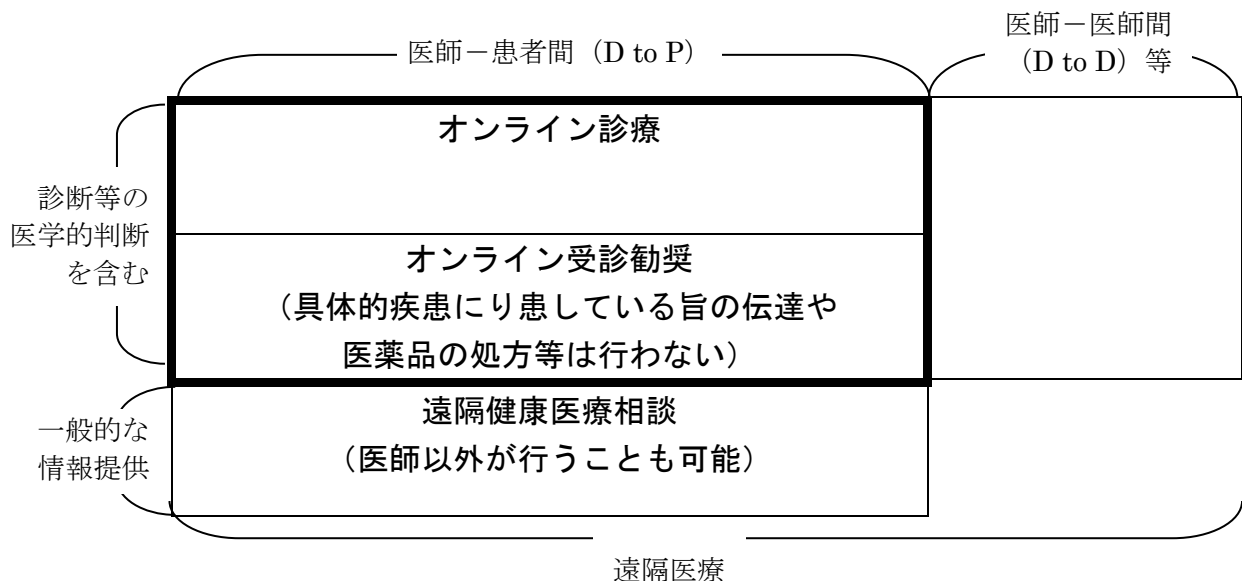 医師－患者間（D to P）
医師－医師間
（D to D）等
診断等の
医学的判断
を含む
オンライン診療
オンライン受診勧奨
（具体的疾患にり患している旨の伝達や
医薬品の処方等は行わない）
一般的な
情報提供
遠隔健康医療相談
（医師以外が行うことも可能）
遠隔医療